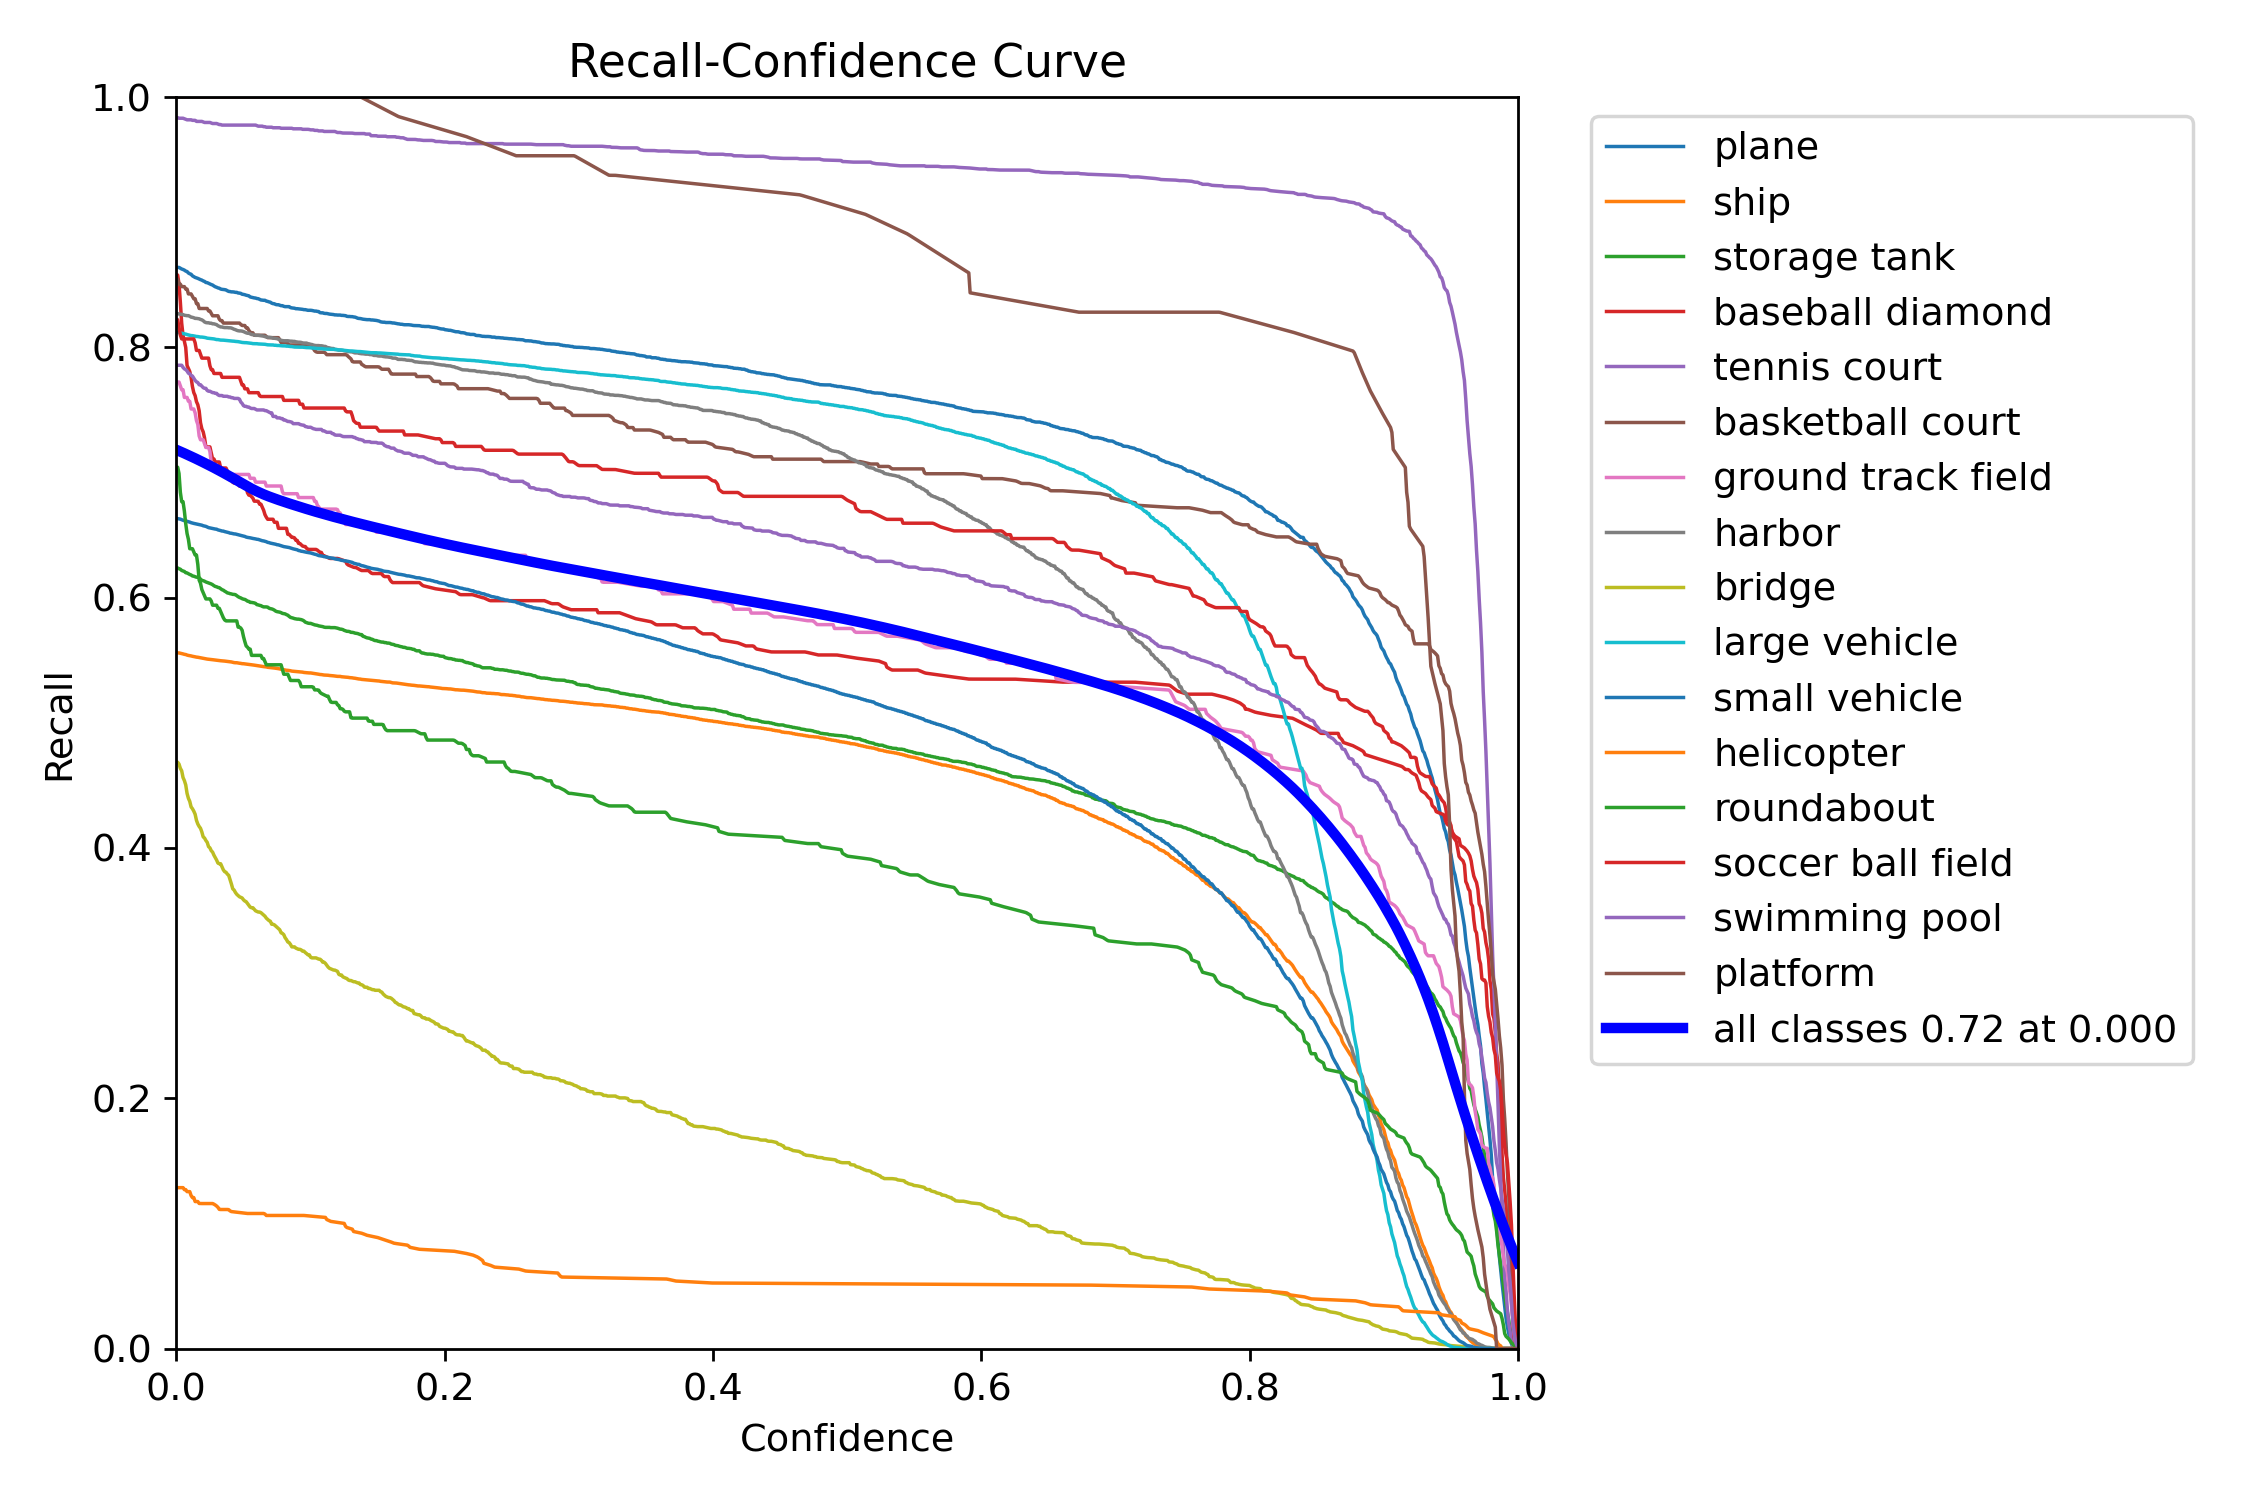 Recall-Confidence Curve
1.0
0.8
0.6
0.4
0.2
0.0
Recall
0.0 0.2 0.4 0.6 0.8 1.0
Confidence
plane
ship
storage tank
baseball diamond
tennis court
basketball court
ground track field
harbor
bridge
large vehicle
small vehicle
helicopter
roundabout
soccer ball field
swimming pool
platform
all classes 0.72 at 0.000